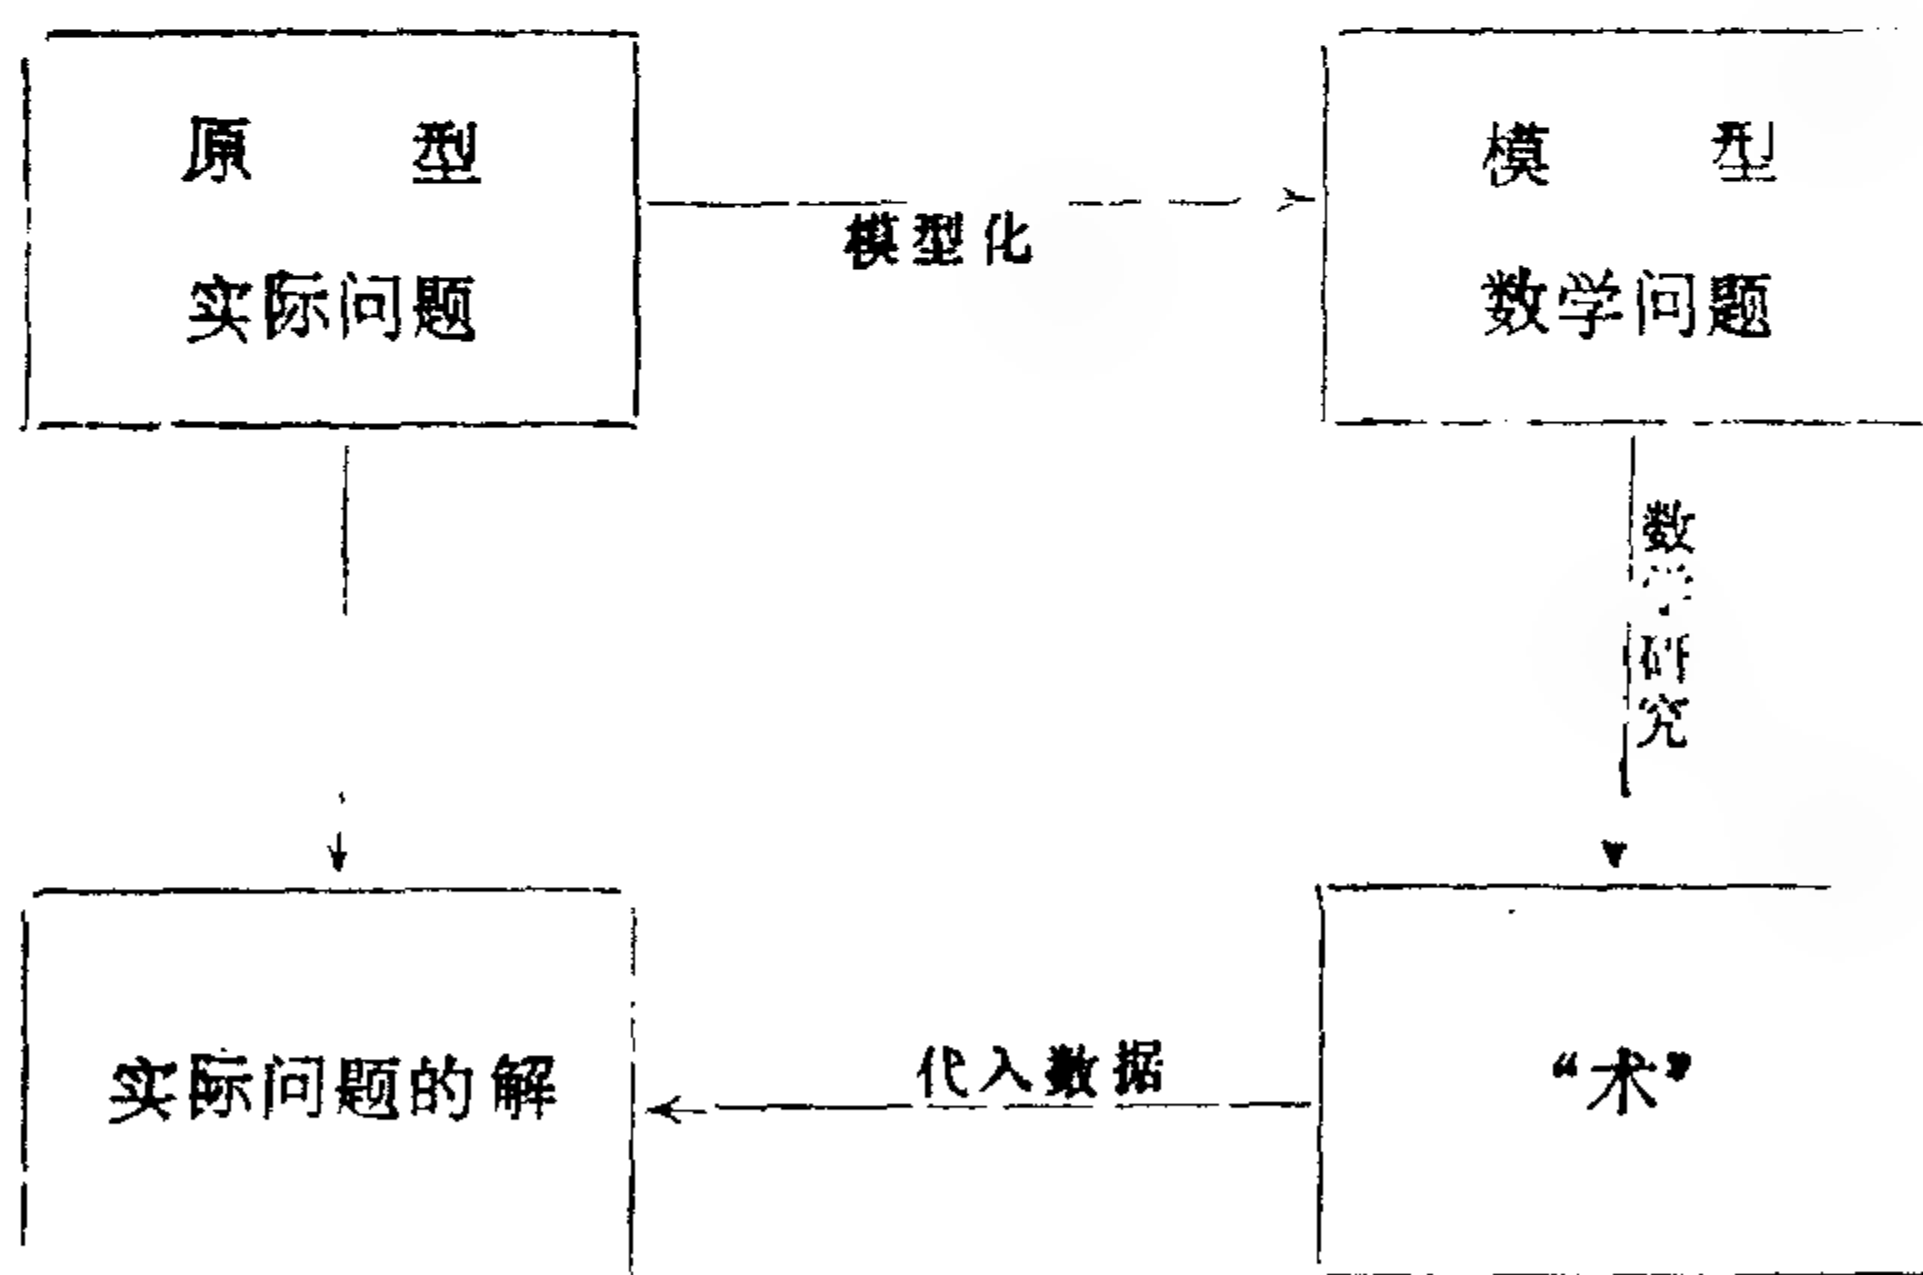 原 型
实际问题
模型化
模 型
数学问题
数学研究
实际问题的解
代入数据
“术”